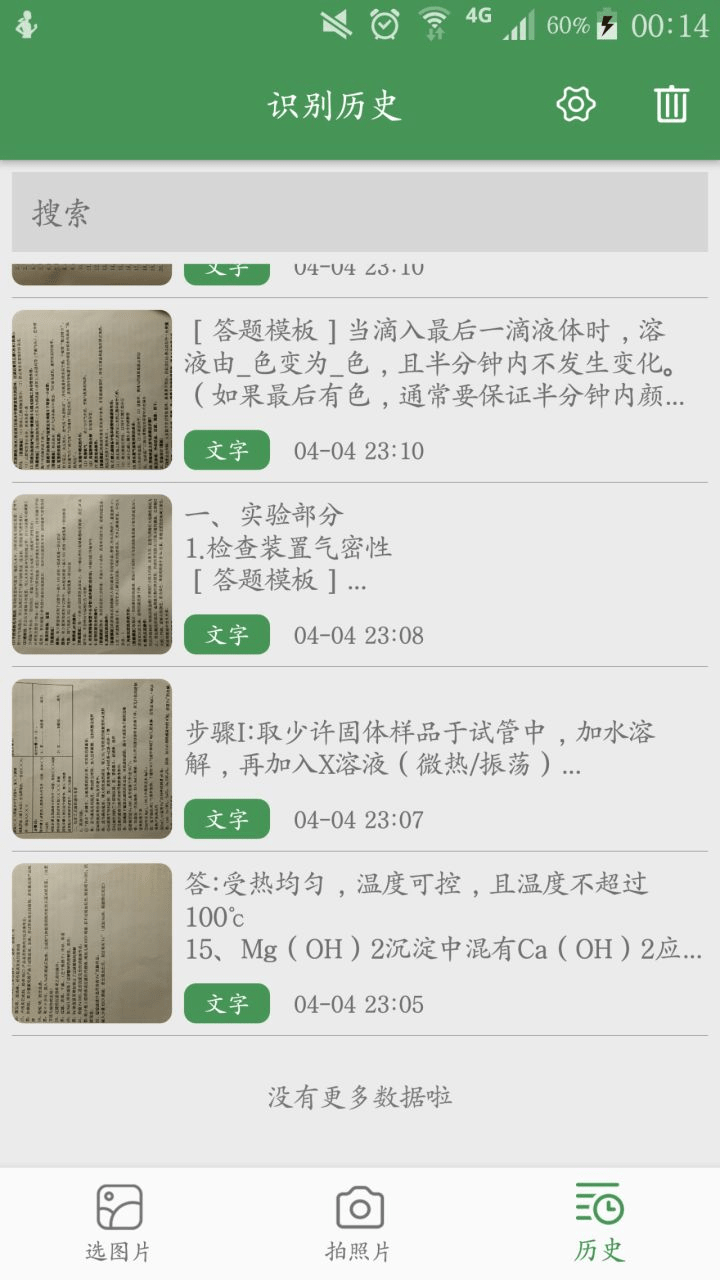 4G 60% 00:14
识别历史
搜索
文字 04-04 23:10
［答题模板］当滴入最后一滴液体时，溶
液由_色变为_色，且半分钟内不发生变化。
（如果最后有色，通常要保证半分钟内颜...
文字 04-04 23:10
一、实验部分
1.检查装置气密性
［答题模板］...
文字 04-04 23:08
步骤I:取少许固体样品于试管中，加水溶
解，再加入X溶液（微热/振荡）...
文字 04-04 23:07
答:受热均匀，温度可控，且温度不超过
100℃
15、Mg（OH）2沉淀中混有Ca（OH）2应...
文字 04-04 23:05
没有更多数据啦
选图片 拍照片 历史